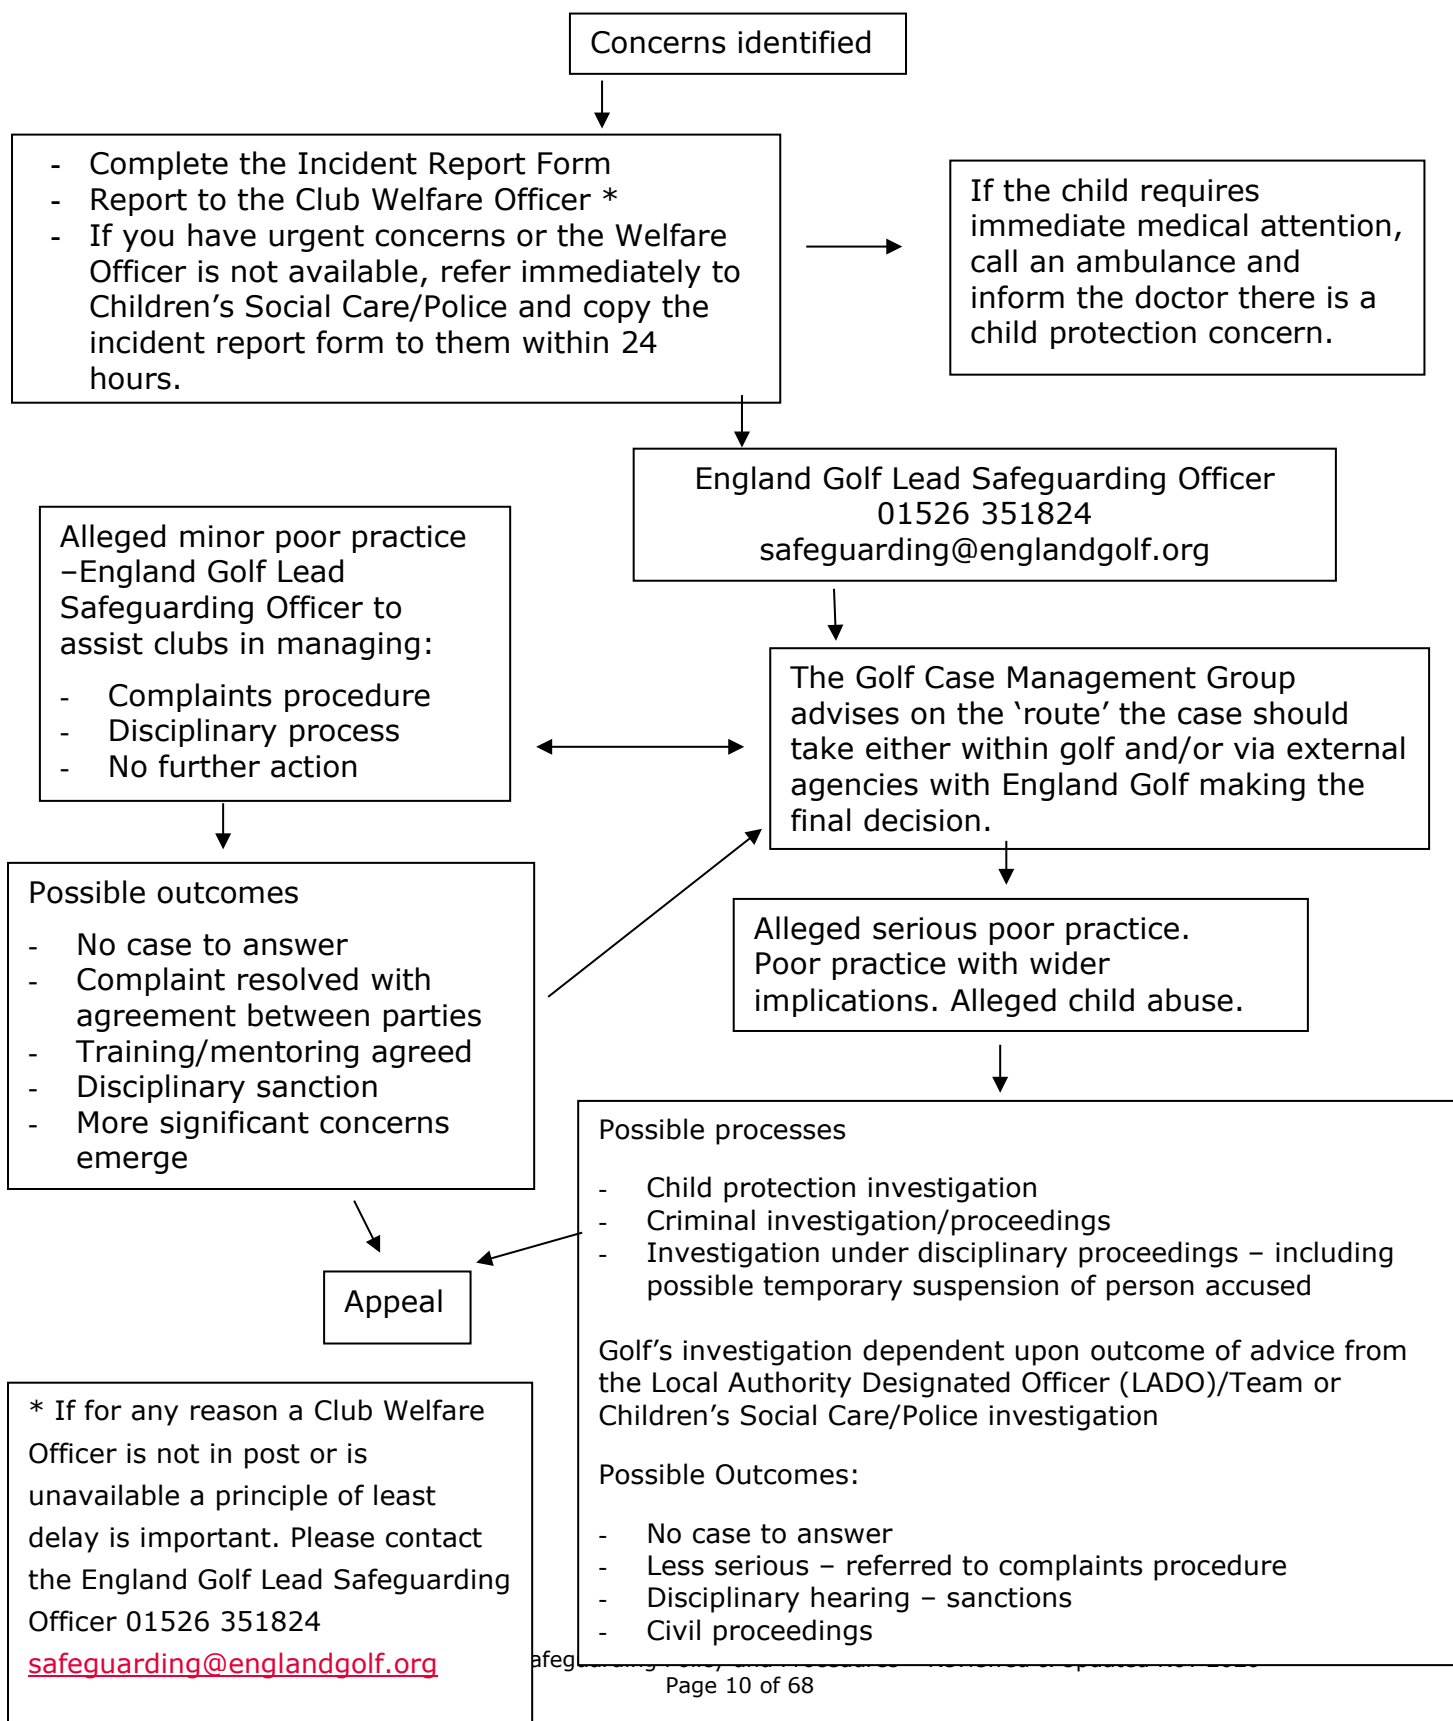 Concerns identified
- Complete the Incident Report Form
- Report to the Club Welfare Officer *
- If you have urgent concerns or the Welfare
Officer is not available, refer immediately to
Children’s Social Care/Police and copy the
incident report form to them within 24
hours.
If the child requires
immediate medical attention,
call an ambulance and
inform the doctor there is a
child protection concern.
England Golf Lead Safeguarding Officer
01526 351824
safeguarding@englandgolf.org
Alleged minor poor practice
–England Golf Lead
Safeguarding Officer to
assist clubs in managing:
- Complaints procedure
- Disciplinary process
- No further action
The Golf Case Management Group
advises on the ‘route’ the case should
take either within golf and/or via external
agencies with England Golf making the
final decision.
Possible outcomes
- No case to answer
- Complaint resolved with
agreement between parties
- Training/mentoring agreed
- Disciplinary sanction
- More significant concerns
emerge
Alleged serious poor practice.
Poor practice with wider
implications. Alleged child abuse.
Possible processes
- Child protection investigation
- Criminal investigation/proceedings
- Investigation under disciplinary proceedings – including
possible temporary suspension of person accused
Golf’s investigation dependent upon outcome of advice from
the Local Authority Designated Officer (LADO)/Team or
Children’s Social Care/Police investigation
Possible Outcomes:
- No case to answer
- Less serious – referred to complaints procedure
- Disciplinary hearing – sanctions
- Civil proceedings
Appeal
* If for any reason a Club Welfare
Officer is not in post or is
unavailable a principle of least
delay is important. Please contact
the England Golf Lead Safeguarding
Officer 01526 351824
safeguarding@englandgolf.org
Page 10 of 68